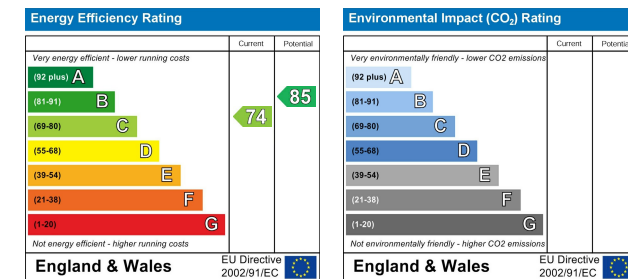 Energy Efficiency Rating
Current Potential
Very energy efficient - lower running costs
(92 plus) A
(81-91) B
(69-80) C
(55-68) D
(39-54) E
(21-38) F
(1-20) G
74
85
Not energy efficient - higher running costs
England & Wales
EU Directive
2002/91/EC
Environmental Impact (CO₂) Rating
Current Potential
Very environmentally friendly - lower CO2 emissions
(92 plus) A
(81-91) B
(69-80) C
(55-68) D
(39-54) E
(21-38) F
(1-20) G
Not environmentally friendly - higher CO2 emissions
England & Wales
EU Directive
2002/91/EC